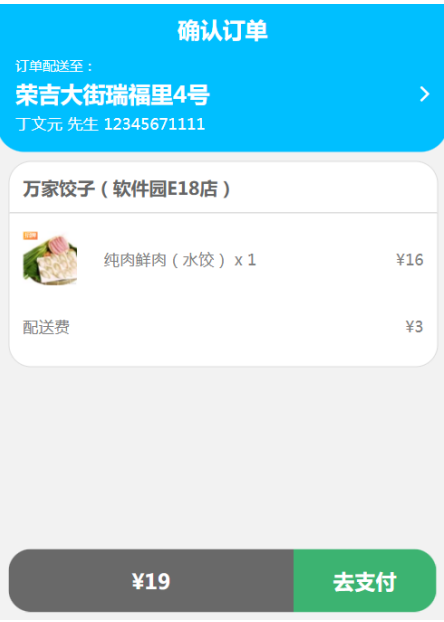 确认订单
订单配送至：
荣吉大街瑞福里4号
丁文元 先生 12345671111
万家饺子（软件园E18店）
纯肉鲜肉（水饺） x 1 ¥16
配送费 ¥3
¥19 去支付